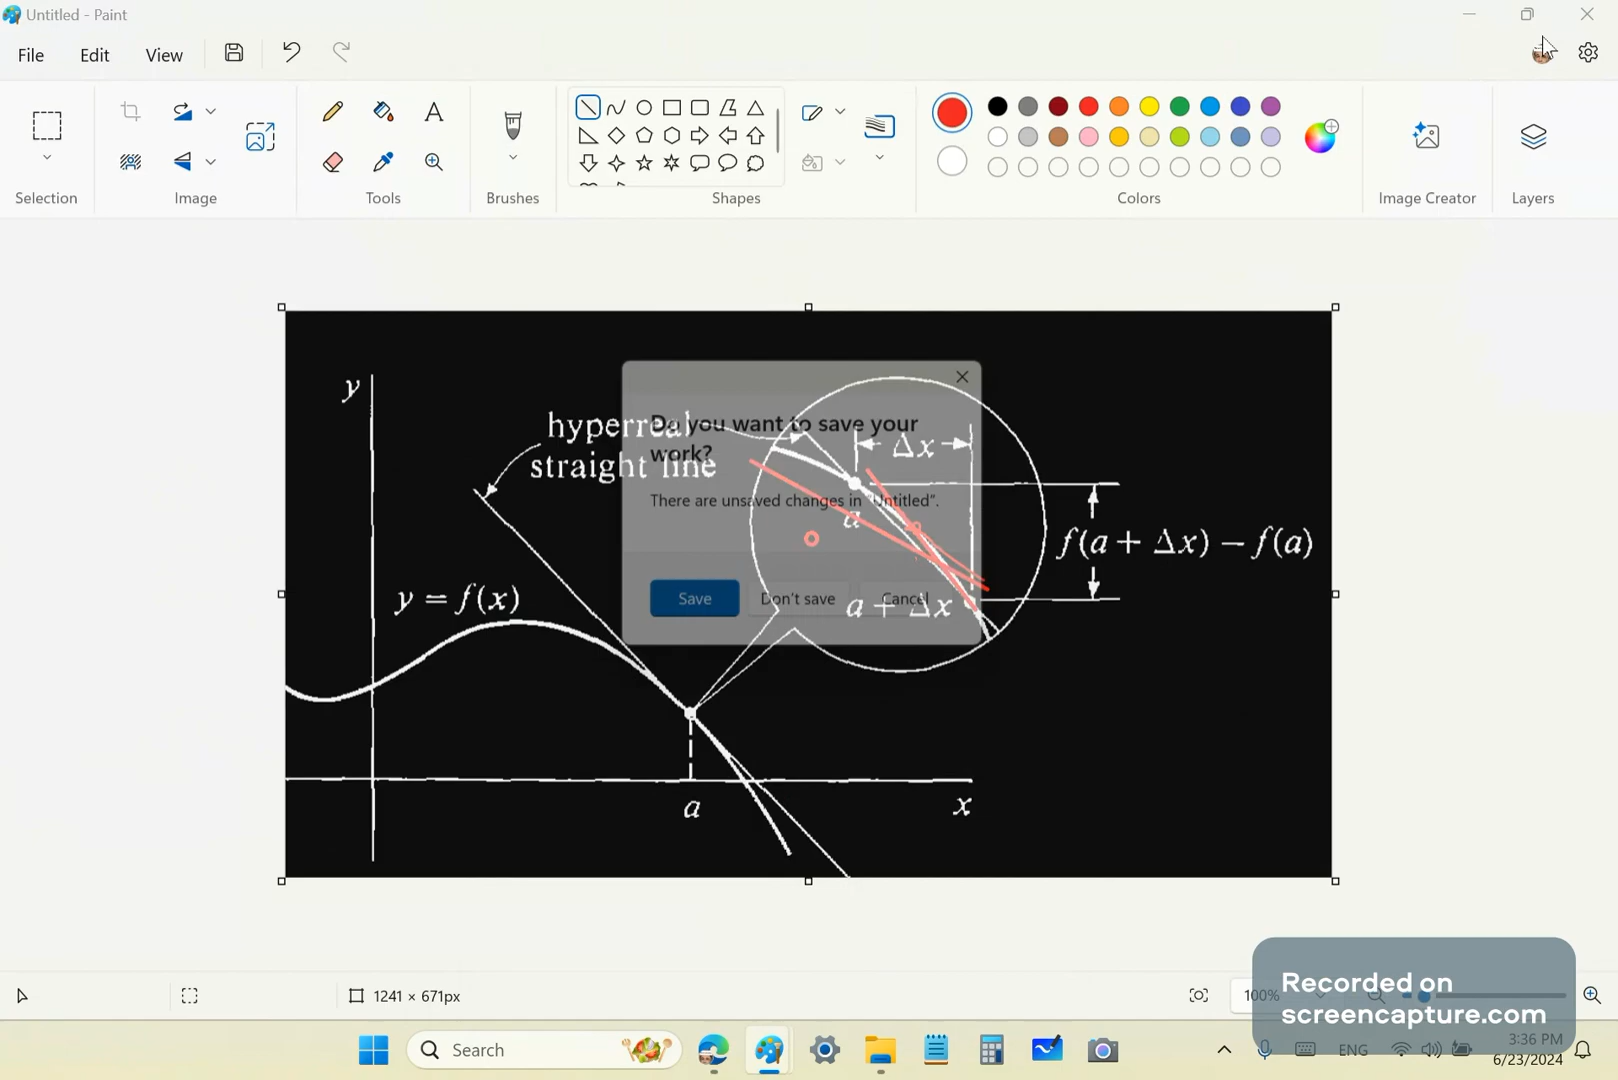 Untitled - Paint
File Edit View
Selection
Image
Tools
Brushes
Shapes
Colors
Image Creator
Layers
y
hyperreal
straight line
Do you want to save your
work?
There are unsaved changes in "Untitled".
Save Don't save Cancel
Δx
a
a + Δx
f(a + Δx) – f(a)
y = f(x)
a
x
1241 × 671px
100%
Recorded on
screencapture.com
Search
ENG
3:36 PM
6/23/2024